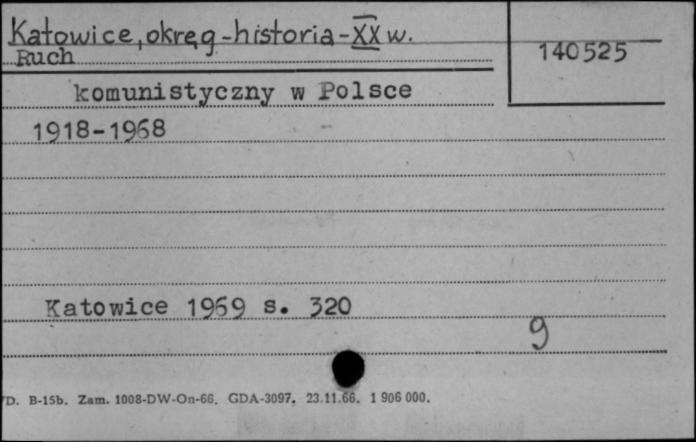 Katowice, okręg - historia - XX w.
Ruch
140525
komunistyczny w Polsce
1918-1968
Katowice 1969 s. 320
9
D. B-15b. Zam. 1008-DW-On-66. GDA-3097. 23.11.66. 1 906 000.